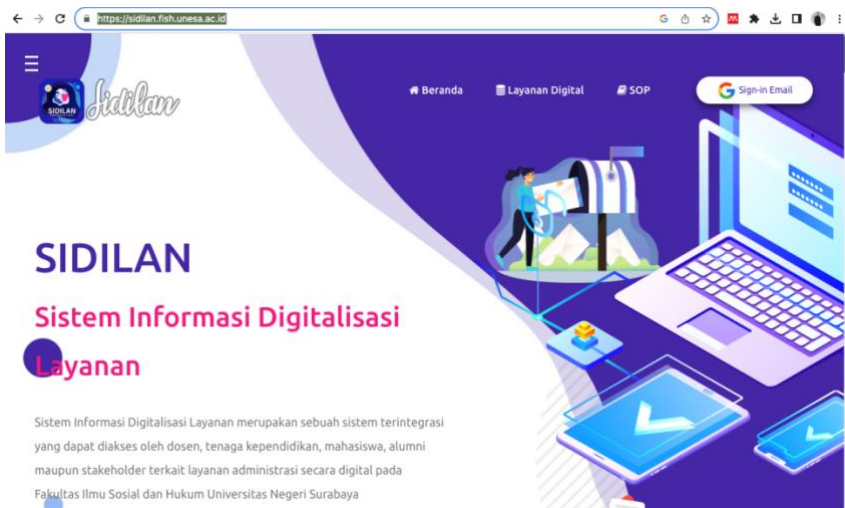 https://sidilan.fish.unesa.ac.id
SIDILAN
Sidilan
Beranda
Layanan Digital
SOP
Sign-in Email
SIDILAN
Sistem Informasi Digitalisasi
Layanan
Sistem Informasi Digitalisasi Layanan merupakan sebuah sistem terintegrasi
yang dapat diakses oleh dosen, tenaga kependidikan, mahasiswa, alumni
maupun stakeholder terkait layanan administrasi secara digital pada
Fakultas Ilmu Sosial dan Hukum Universitas Negeri Surabaya